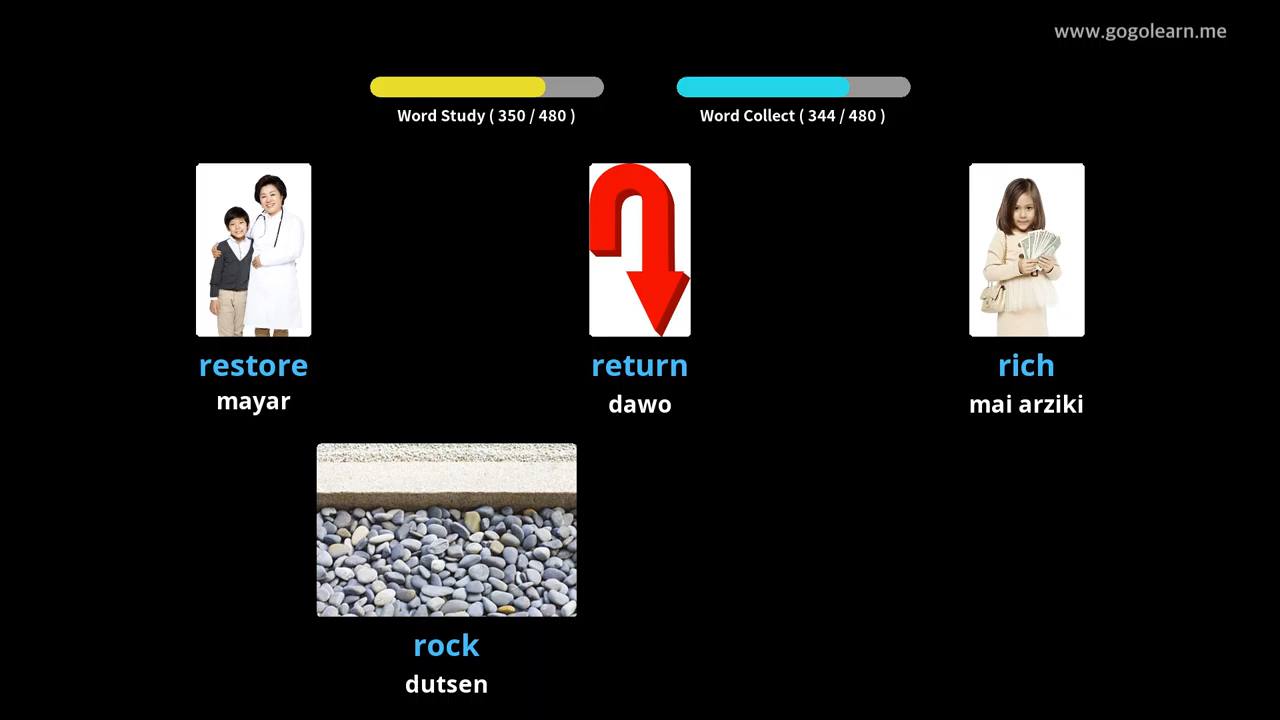 www.gogolearn.me
Word Study ( 350 / 480 )
Word Collect ( 344 / 480 )
restore
mayar
return
dawo
rich
mai arziki
rock
dutsen